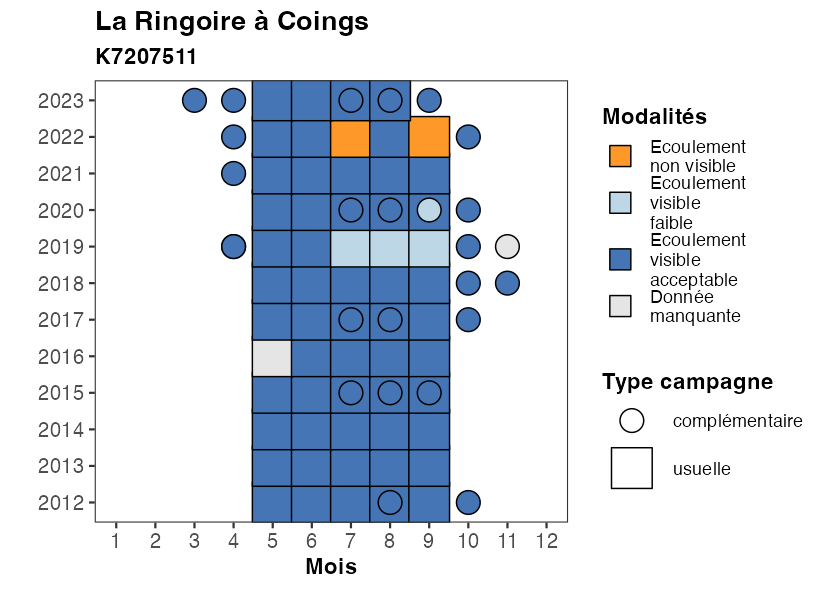 La Ringoire à Coings
K7207511
2023
2022
2021
2020
2019
2018
2017
2016
2015
2014
2013
2012
1 2 3 4 5 6 7 8 9 10 11 12
Mois
Modalités
Ecoulement
non visible
Ecoulement
visible
faible
Ecoulement
visible
acceptable
Donnée
manquante
Type campagne
complémentaire
usuelle